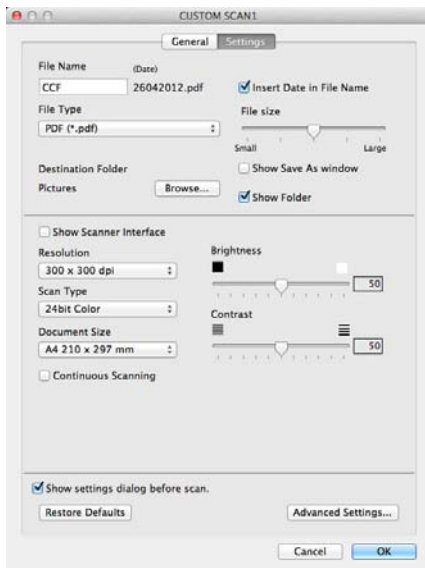 CUSTOM SCAN1
General Settings
File Name (Date)
CCF 26042012.pdf Insert Date in File Name
File Type File size
PDF (*.pdf)
Small Large
Destination Folder Show Save As window
Pictures Browse... Show Folder
Show Scanner Interface
Resolution Brightness
300 x 300 dpi 50
Scan Type
24bit Color Contrast
Document Size
A4 210 x 297 mm 50
Continuous Scanning
Show settings dialog before scan.
Restore Defaults Advanced Settings...
Cancel OK